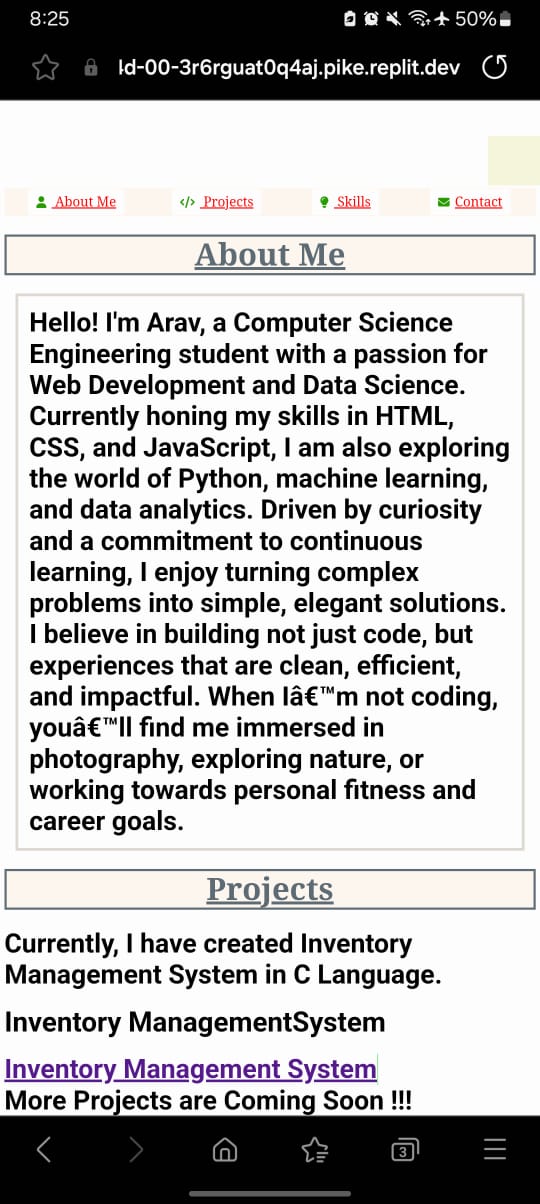 8:25
50%
ld-00-3r6rguat0q4aj.pike.replit.dev
About Me
</> Projects
Skills
Contact
About Me
Hello! I'm Arav, a Computer Science
Engineering student with a passion for
Web Development and Data Science.
Currently honing my skills in HTML,
CSS, and JavaScript, I am also exploring
the world of Python, machine learning,
and data analytics. Driven by curiosity
and a commitment to continuous
learning, I enjoy turning complex
problems into simple, elegant solutions.
I believe in building not just code, but
experiences that are clean, efficient,
and impactful. When Iâ€™m not coding,
youâ€™ll find me immersed in
photography, exploring nature, or
working towards personal fitness and
career goals.
Projects
Currently, I have created Inventory
Management System in C Language.
Inventory ManagementSystem
Inventory Management System
More Projects are Coming Soon !!!
3